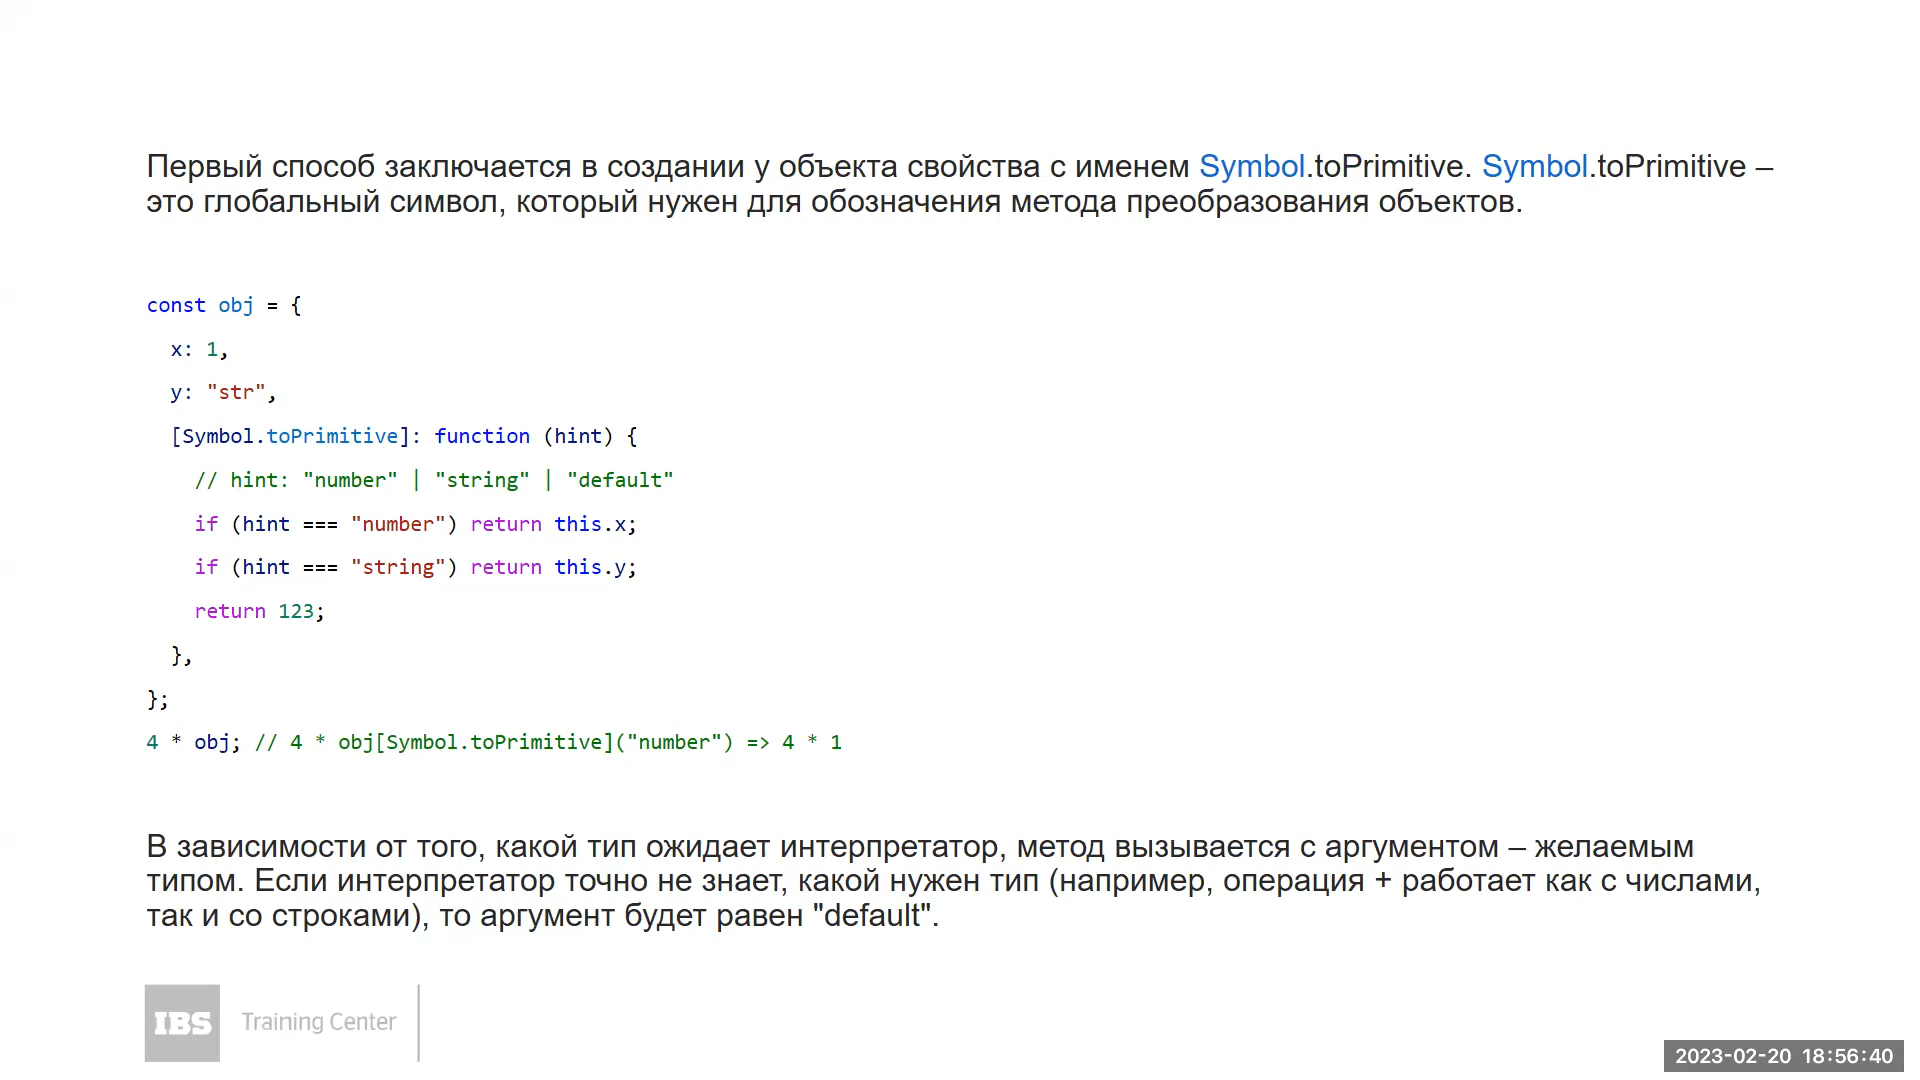 Первый способ заключается в создании у объекта свойства с именем Symbol.toPrimitive. Symbol.toPrimitive –
это глобальный символ, который нужен для обозначения метода преобразования объектов.
const obj = {
  x: 1,
  y: "str",
  [Symbol.toPrimitive]: function (hint) {
    // hint: "number" | "string" | "default"
    if (hint === "number") return this.x;
    if (hint === "string") return this.y;
    return 123;
  },
};
4 * obj; // 4 * obj[Symbol.toPrimitive]("number") => 4 * 1
В зависимости от того, какой тип ожидает интерпретатор, метод вызывается с аргументом – желаемым
типом. Если интерпретатор точно не знает, какой нужен тип (например, операция + работает как с числами,
так и со строками), то аргумент будет равен "default".
IBS Training Center
2023-02-20 18:56:40